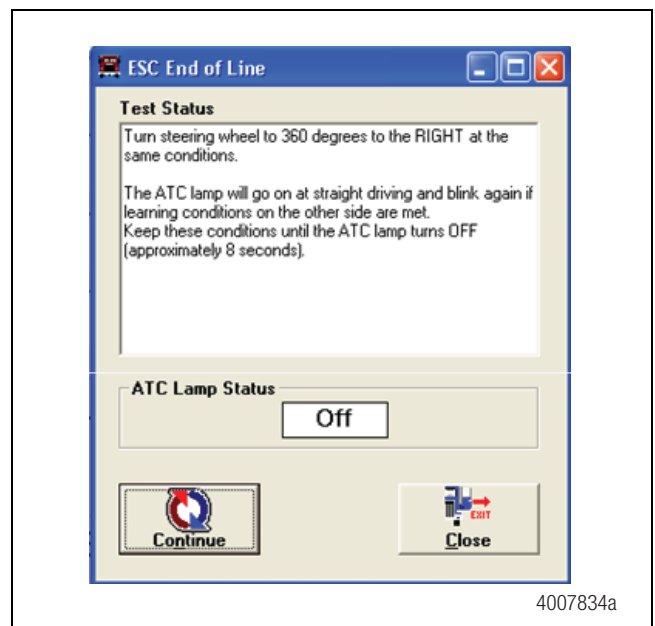 ESC End of Line
Test Status
Turn steering wheel to 360 degrees to the RIGHT at the
same conditions.
The ATC lamp will go on at straight driving and blink again if
learning conditions on the other side are met.
Keep these conditions until the ATC lamp turns OFF
(approximately 8 seconds).
ATC Lamp Status
Off
EXIT
Continue
Close
4007834a